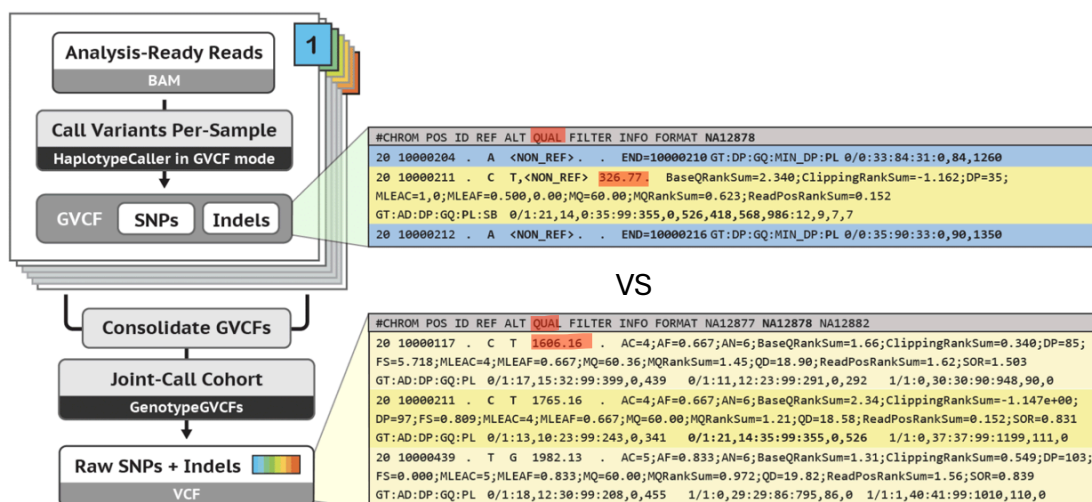 Analysis-Ready Reads
BAM
1
Call Variants Per-Sample
HaplotypeCaller in GVCF mode
GVCF SNPs Indels
#CHROM POS ID REF ALT QUAL FILTER INFO FORMAT NA12878
20 10000204 . A <NON_REF> . . END=10000210 GT:DP:GQ:MIN_DP:PL 0/0:33:84:31:0,84,1260
20 10000211 . C T,<NON_REF> 326.77 . BaseQRankSum=2.340;ClippingRankSum=-1.162;DP=35;
MLEAC=1,0;MLEAF=0.500,0.00;MQ=60.00;MQRankSum=0.623;ReadPosRankSum=0.152
GT:AD:DP:GQ:PL:SB 0/1:21,14,0:35:99:355,0,526,418,568,986:12,9,7,7
20 10000212 . A <NON_REF> . . END=10000216 GT:DP:GQ:MIN_DP:PL 0/0:35:90:33:0,90,1350
VS
Consolidate GVCFs
Joint-Call Cohort
GenotypeGVCFs
Raw SNPs + Indels
VCF
#CHROM POS ID REF ALT QUAL FILTER INFO FORMAT NA12877 NA12878 NA12882
20 10000117 . C T 1606.16 . AC=4;AF=0.667;AN=6;BaseQRankSum=1.66;ClippingRankSum=0.340;DP=85;
FS=5.718;MLEAC=4;MLEAF=0.667;MQ=60.36;MQRankSum=1.45;QD=18.90;ReadPosRankSum=1.62;SOR=1.503
GT:AD:DP:GQ:PL 0/1:17,15:32:99:399,0,439 0/1:11,12:23:99:291,0,292 1/1:0,30:30:90:948,90,0
20 10000211 . C T 1765.16 . AC=4;AF=0.667;AN=6;BaseQRankSum=2.34;ClippingRankSum=-1.147e+00;
DP=97;FS=0.809;MLEAC=4;MLEAF=0.667;MQ=60.00;MQRankSum=1.21;QD=18.58;ReadPosRankSum=0.152;SOR=0.831
GT:AD:DP:GQ:PL 0/1:13,10:23:99:243,0,341 0/1:21,14:35:99:355,0,526 1/1:0,37:37:99:1199,111,0
20 10000439 . T G 1982.13 . AC=5;AF=0.833;AN=6;BaseQRankSum=1.31;ClippingRankSum=0.549;DP=103;
FS=0.000;MLEAC=5;MLEAF=0.833;MQ=60.00;MQRankSum=0.972;QD=19.82;ReadPosRankSum=1.56;SOR=0.839
GT:AD:DP:GQ:PL 0/1:18,12:30:99:208,0,455 1/1:0,29:29:86:795,86,0 1/1:1,40:41:99:1010,110,0